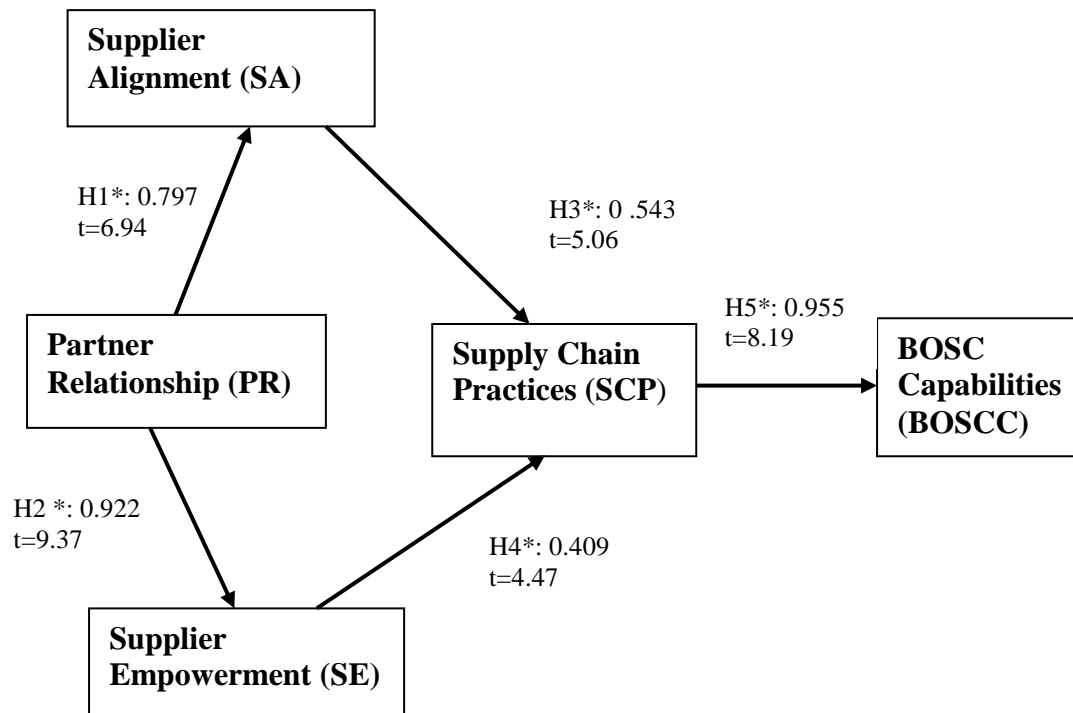 Supplier
Alignment (SA)
H1*: 0.797
t=6.94
H3*: 0 .543
t=5.06
Partner
Relationship (PR)
Supply Chain
Practices (SCP)
H5*: 0.955
t=8.19
BOSC
Capabilities
(BOSCC)
H2 *: 0.922
t=9.37
H4*: 0.409
t=4.47
Supplier
Empowerment (SE)